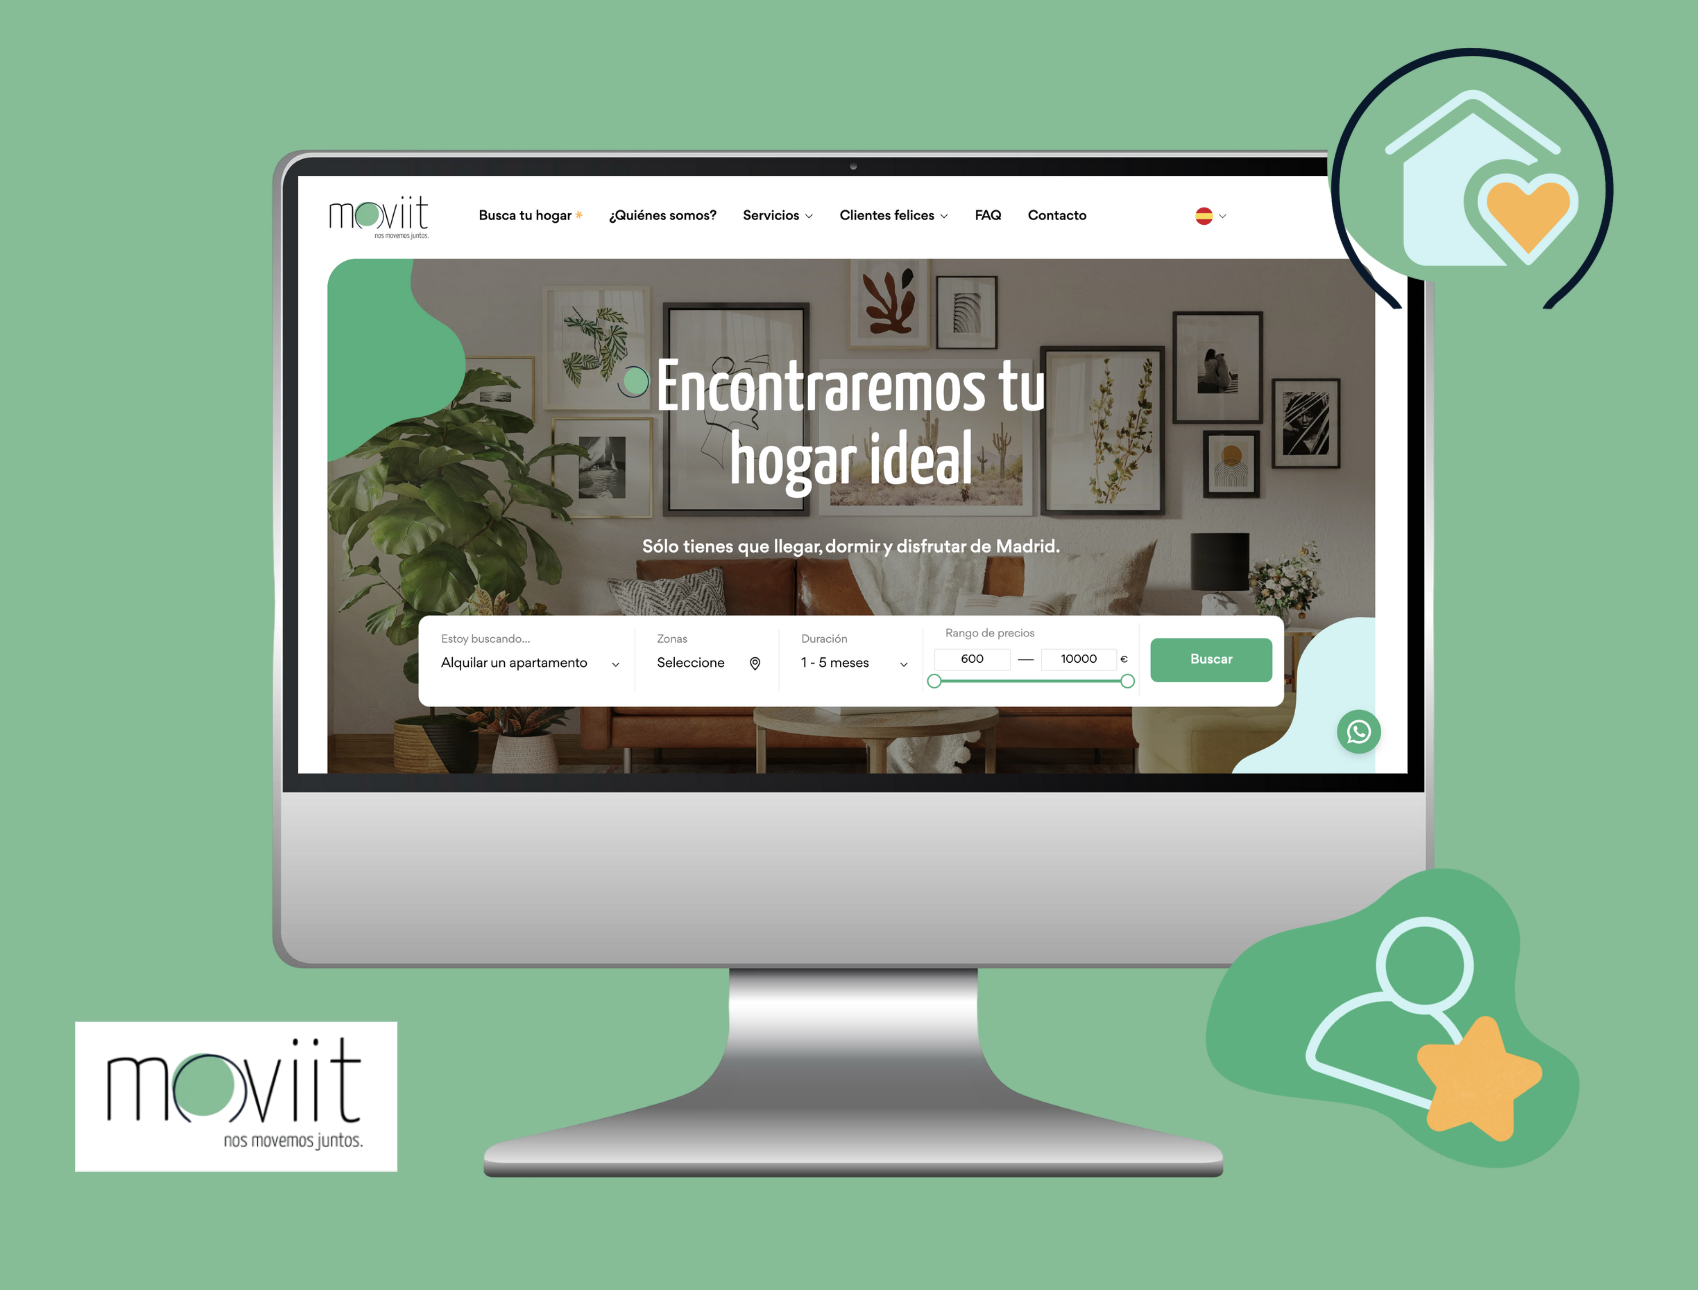 moviit
nos movemos juntos.
Busca tu hogar * ¿Quiénes somos? Servicios Clientes felices FAQ Contacto
Encontraremos tu
hogar ideal
Sólo tienes que llegar, dormir y disfrutar de Madrid.
Estoy buscando... Zonas Duración Rango de precios
Alquilar un apartamento Seleccione 1 - 5 meses 600 — 10000 € Buscar
moviit
nos movemos juntos.